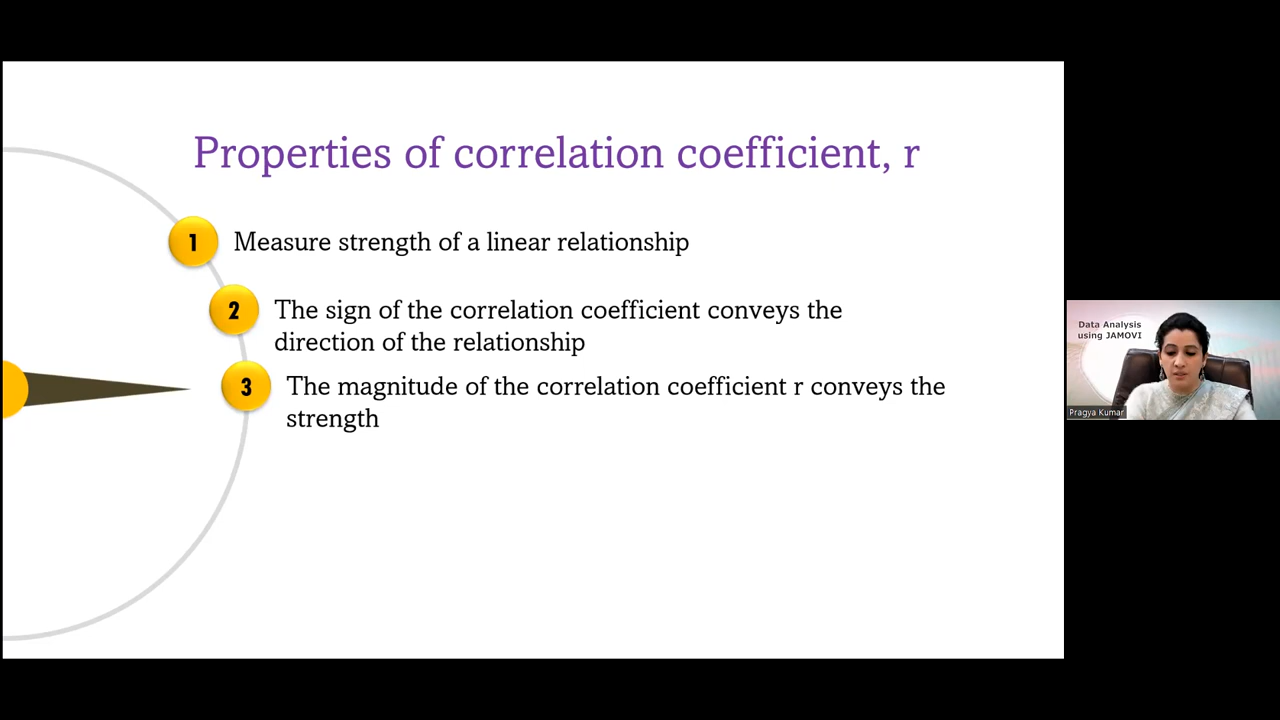 Properties of correlation coefficient, r
1 Measure strength of a linear relationship
2 The sign of the correlation coefficient conveys the
direction of the relationship
3 The magnitude of the correlation coefficient r conveys the
strength
Data Analysis
using JAMOVI
Pragya Kumar